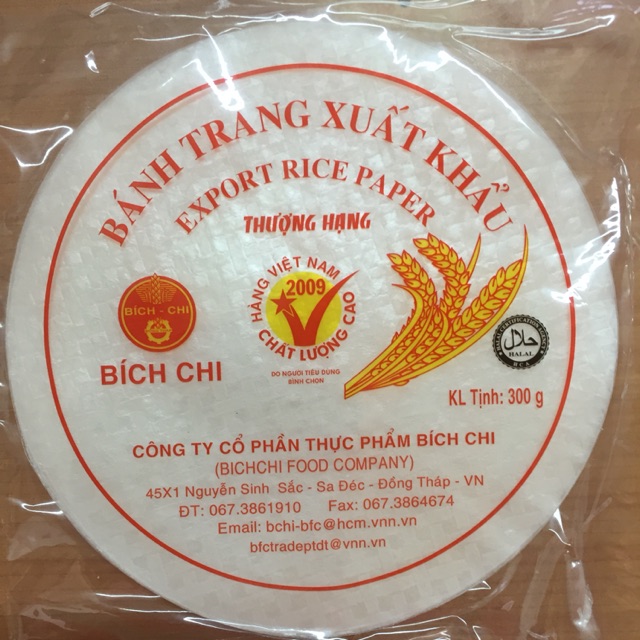 BÁNH TRANG XUẤT KHẨU
EXPORT RICE PAPER
THƯỢNG HẠNG
BÍCH - CHI
BÍCH CHI
HÀNG VIỆT NAM
2009
CHẤT LƯỢNG CAO
DO NGƯỜI TIÊU DÙNG
BÌNH CHỌN
حلال
HALAL
KL Tịnh: 300 g
CÔNG TY CỔ PHẦN THỰC PHẨM BÍCH CHI
(BICHCHI FOOD COMPANY)
45X1 Nguyễn Sinh Sắc - Sa Đéc - Đồng Tháp - VN
ĐT: 067.3861910 Fax: 067.3864674
Email: bchi-bfc@hcm.vnn.vn
bfctradeptdt@vnn.vn